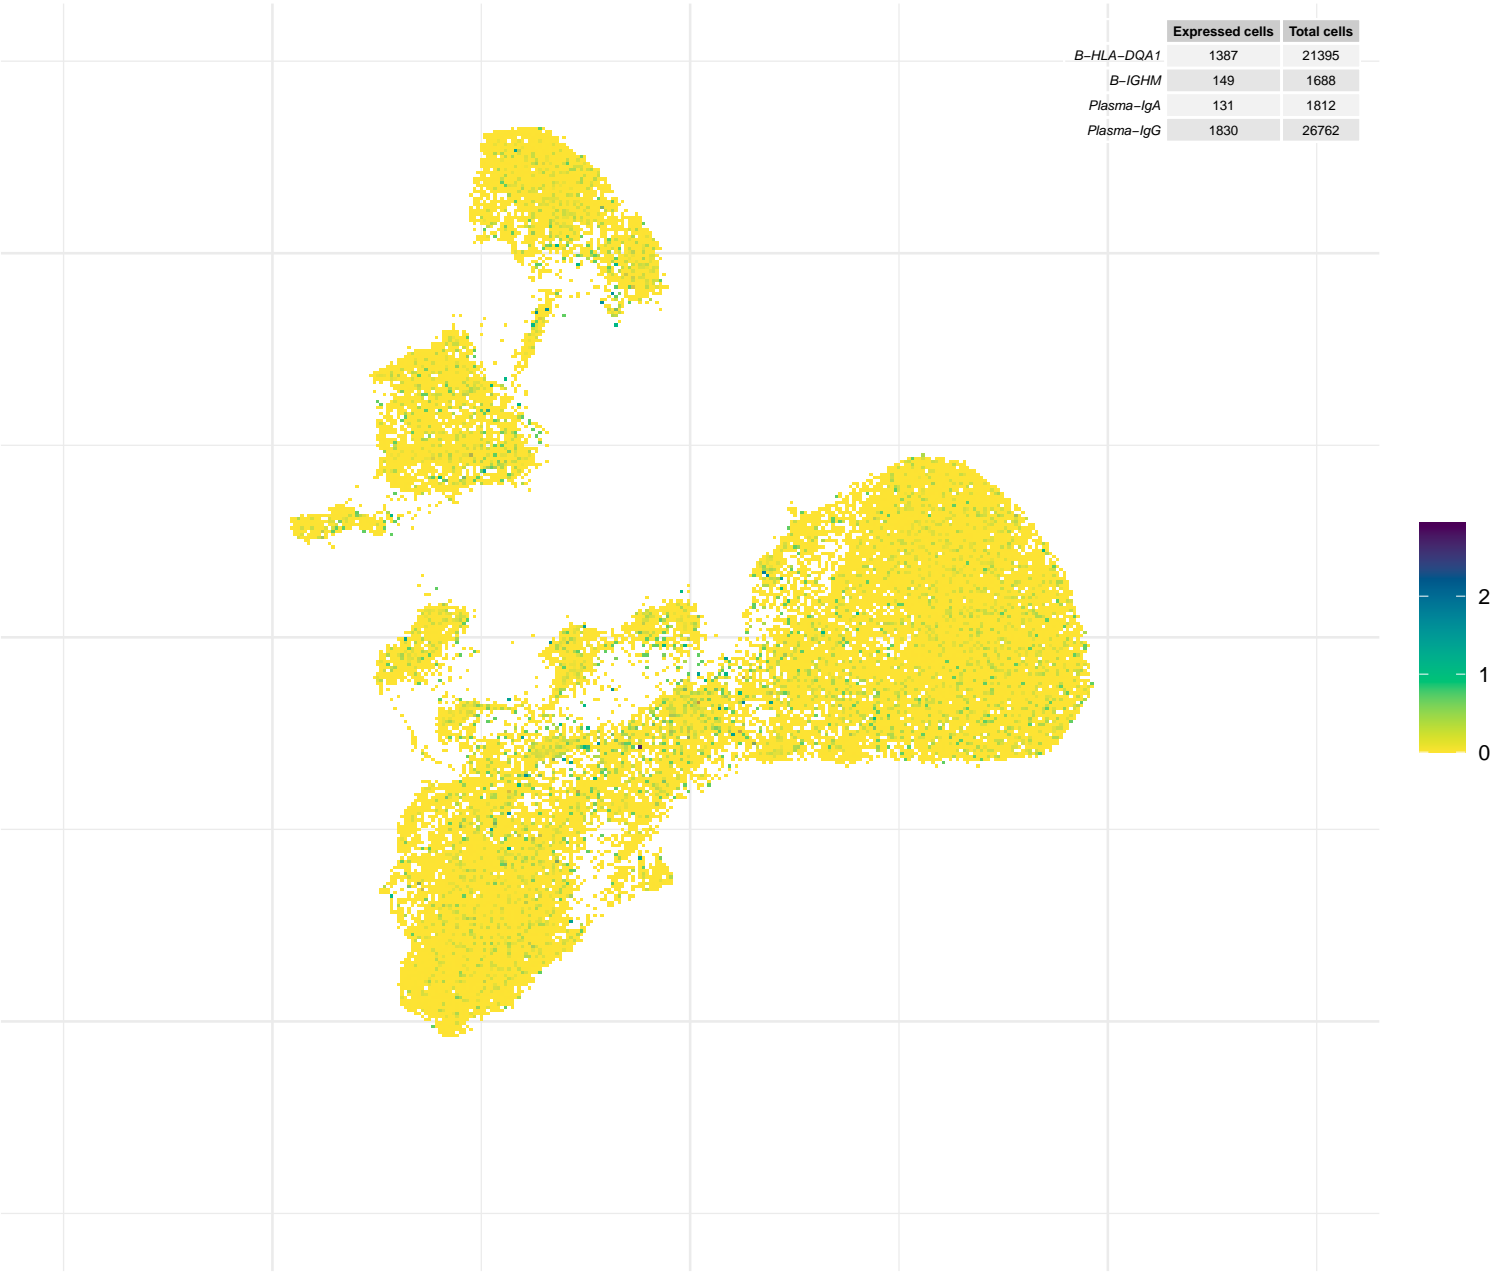 Expressed cells Total cells
B−HLA−DQA1 1387 21395
B−IGHM 149 1688
Plasma−IgA 131 1812
Plasma−IgG 1830 26762
2
1
0